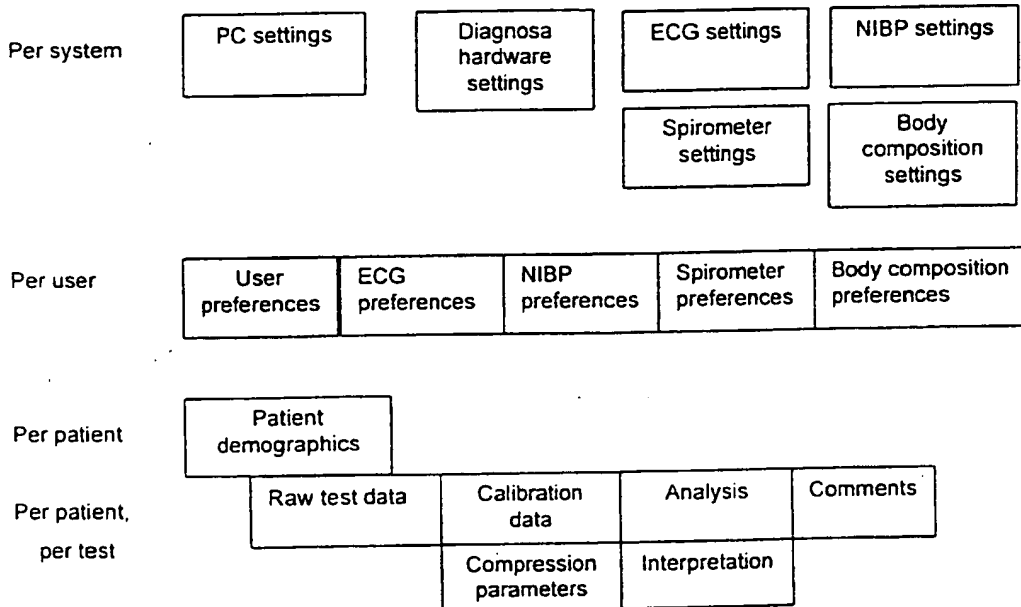 Per system
PC settings
Diagnosa
hardware
settings
ECG settings
NIBP settings
Spirometer
settings
Body
composition
settings
Per user
User
preferences
ECG
preferences
NIBP
preferences
Spirometer
preferences
Body composition
preferences
Per patient
Patient
demographics
Per patient,
per test
Raw test data
Calibration
data
Analysis
Comments
Compression
parameters
Interpretation